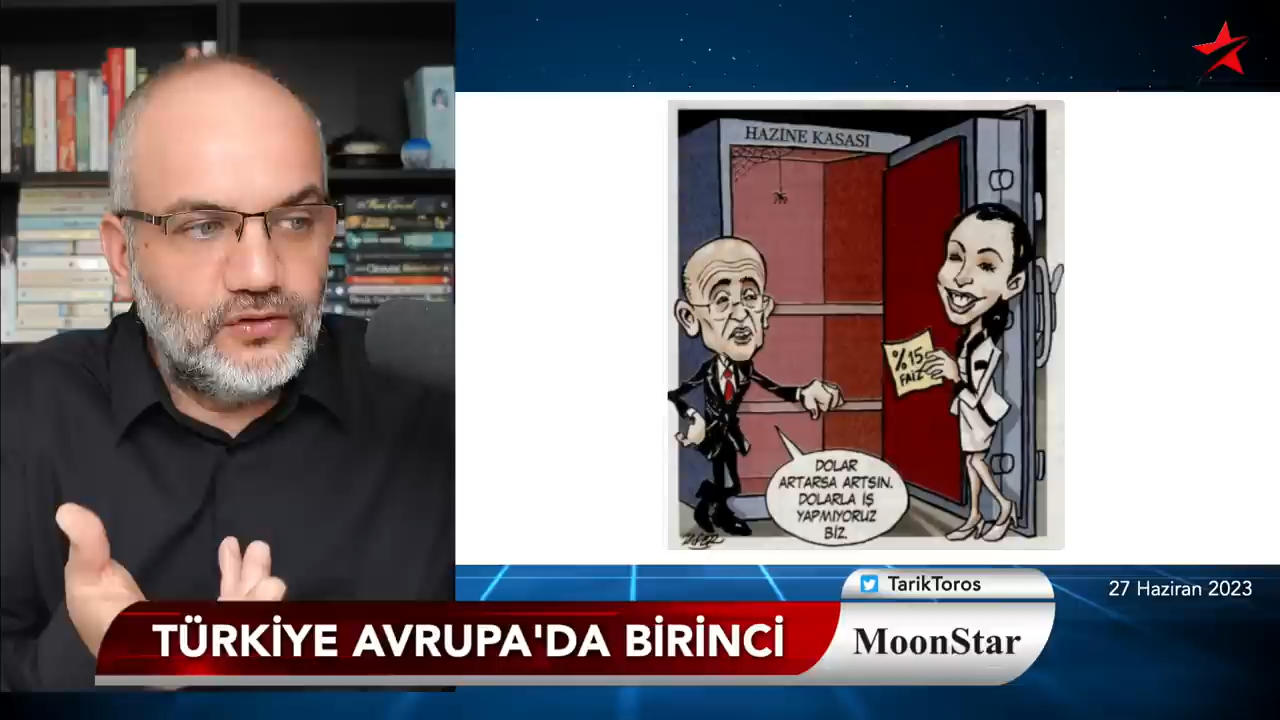 HAZİNE KASASI
%15
FAİZ
DOLAR
ARTARSA ARTSIN.
DOLARLA İŞ
YAPMIYORUZ
BİZ.
TarikToros
27 Haziran 2023
TÜRKİYE AVRUPA'DA BİRİNCİ
MoonStar